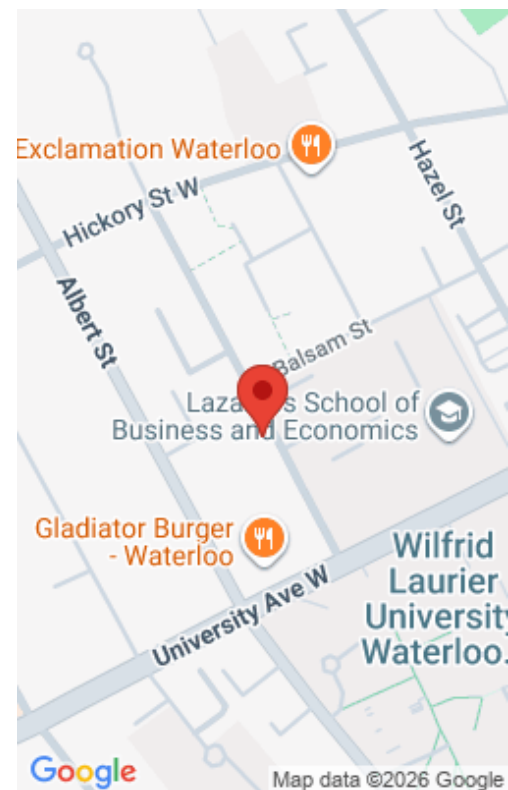 Exclamation Waterloo
Hazel St
Hickory St W
Albert St
Balsam St
School of
Business and Economics
Gladiator Burger
- Waterloo
Wilfrid
Laurier
University
Waterloo..
University Ave W
Google
Map data ©2026 Google